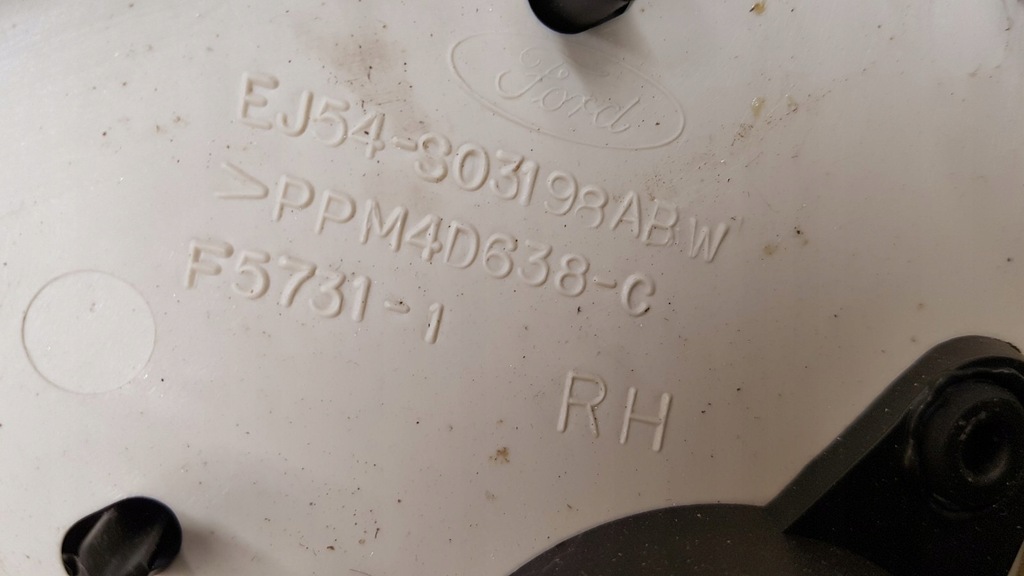 Ford
EJ54-S03198ABW
>PPM4D638-C
F5731-1
RH